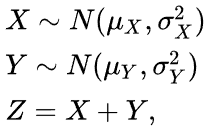 X ∼ N(μ_X, σ_X^2)
Y ∼ N(μ_Y, σ_Y^2)
Z = X + Y,